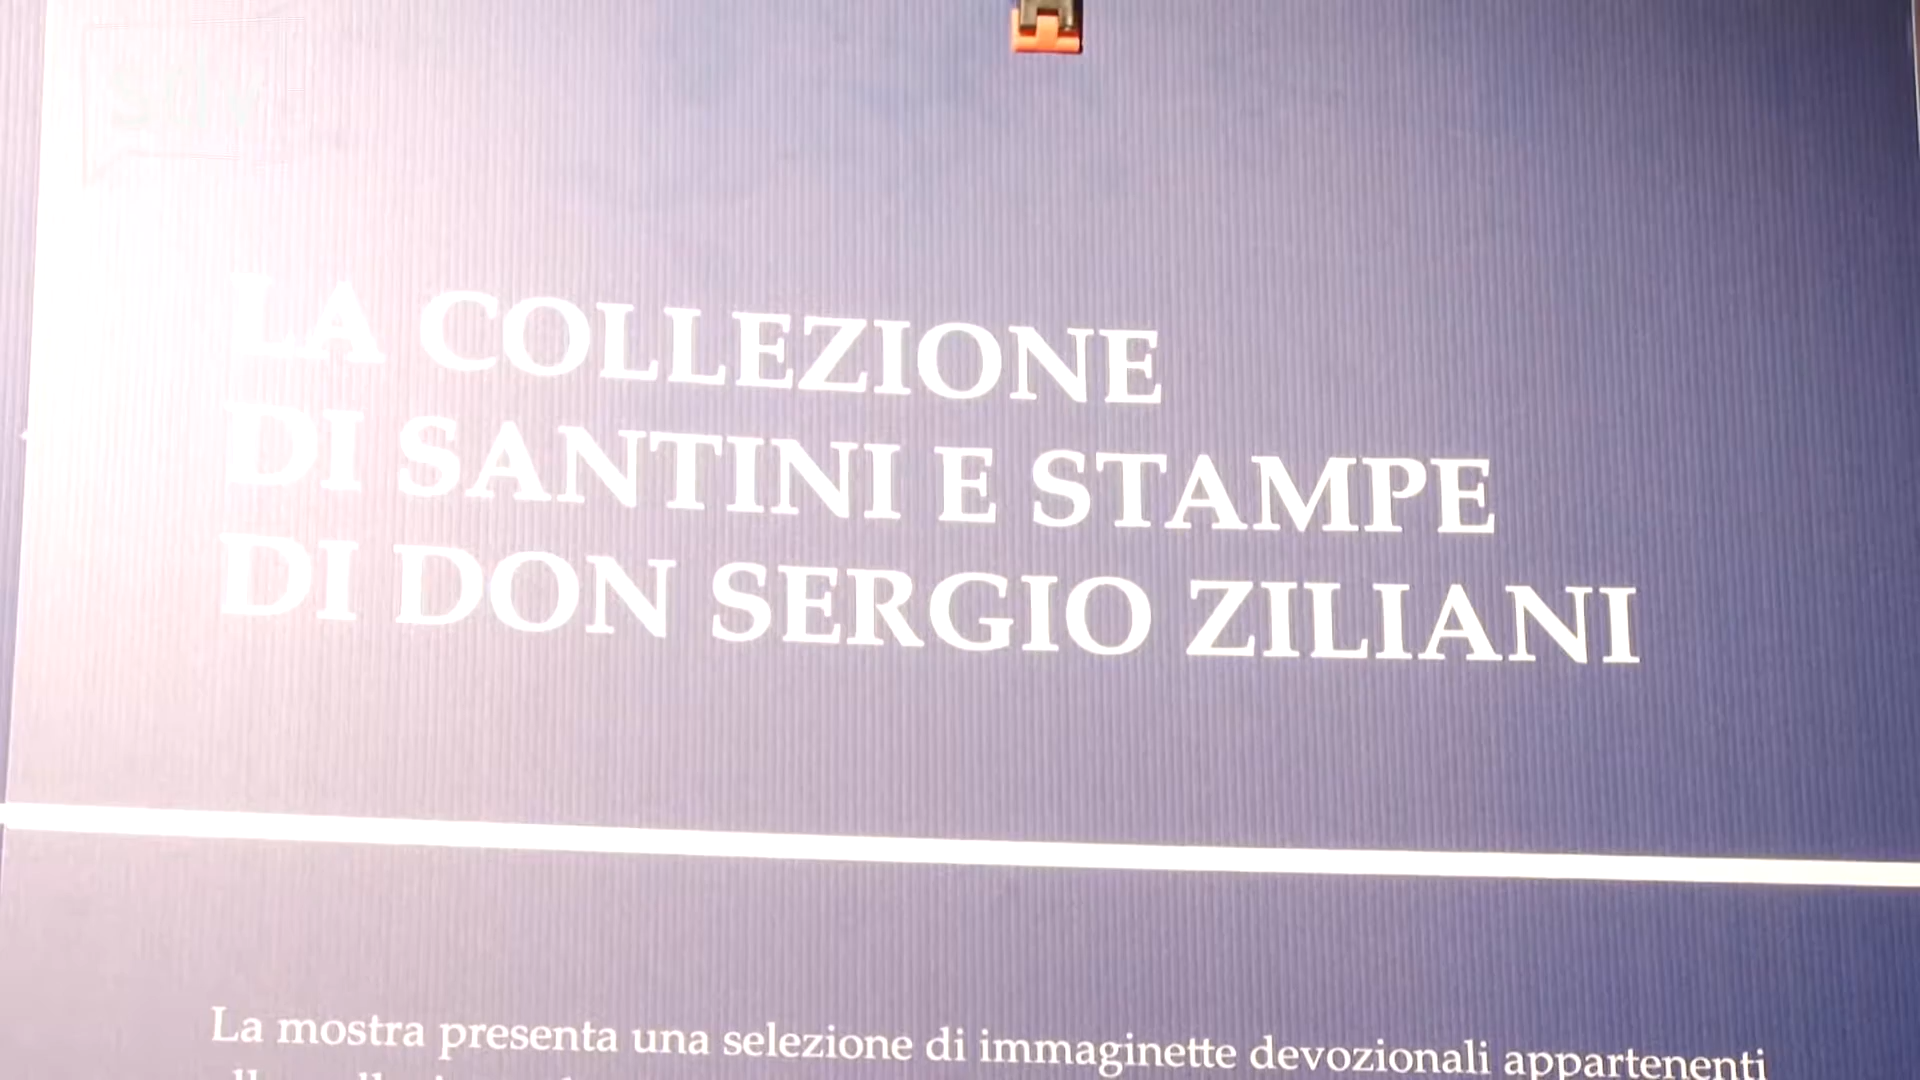 LA COLLEZIONE
DI SANTINI E STAMPE
DI DON SERGIO ZILIANI
La mostra presenta una selezione di immaginette devozionali appartenenti